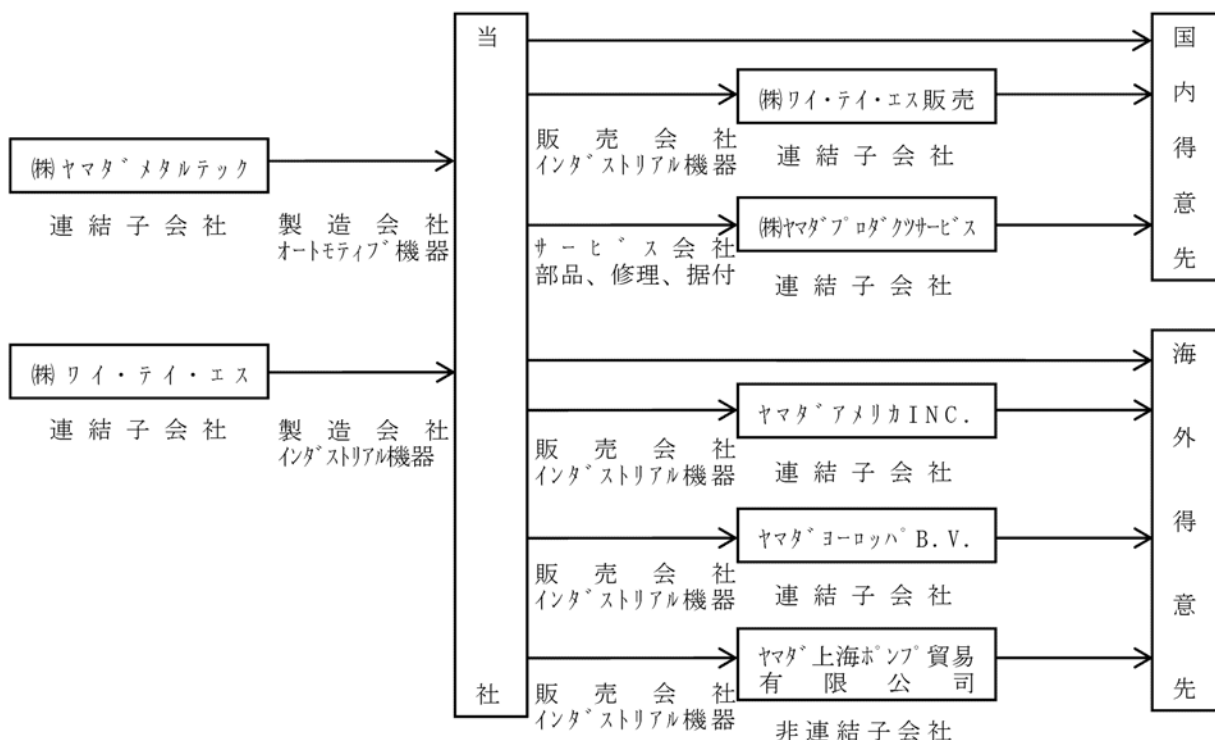 当社
国内得意先
㈱ワイ・テイ・エス販売
販売会社
インダストリアル機器
連結子会社
㈱ヤマダメタルテック
連結子会社
製造会社
オートモティブ機器
㈱ヤマダプロダクツサービス
サービス会社
部品、修理、据付
連結子会社
㈱ワイ・テイ・エス
連結子会社
製造会社
インダストリアル機器
海外得意先
ヤマダアメリカINC.
販売会社
インダストリアル機器
連結子会社
ヤマダヨーロッパB.V.
販売会社
インダストリアル機器
連結子会社
ヤマダ上海ポンプ貿易
有限公司
販売会社
インダストリアル機器
非連結子会社